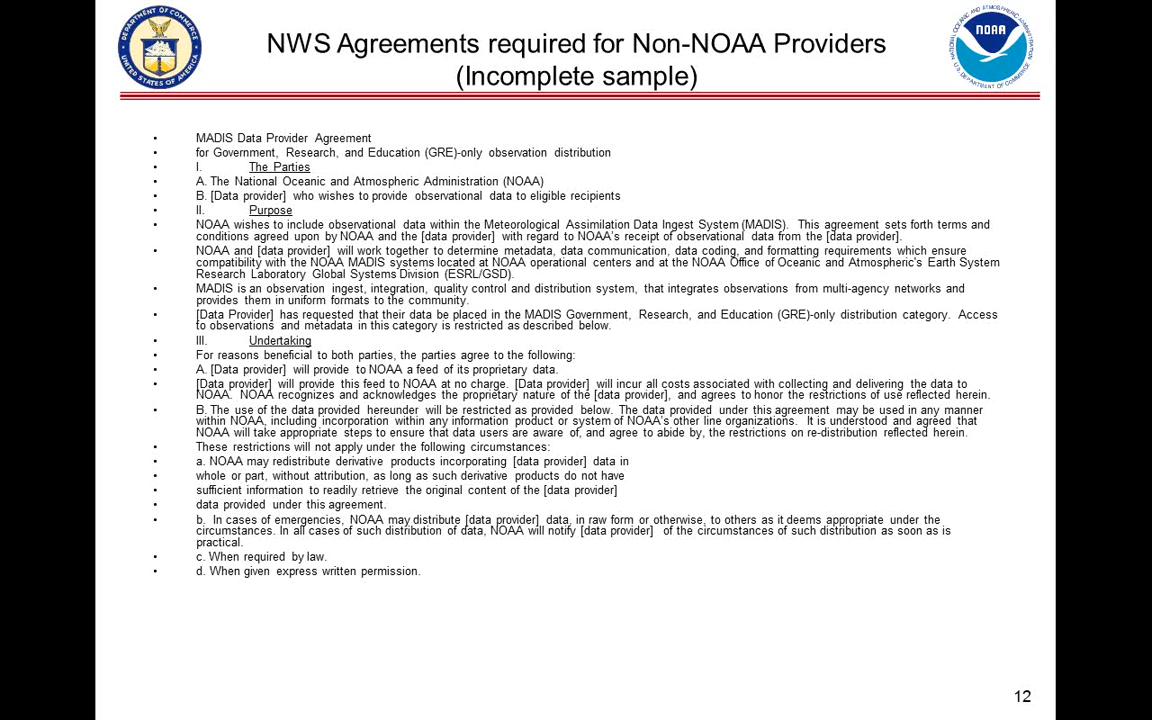 DEPARTMENT OF COMMERCE
UNITED STATES OF AMERICA
NATIONAL OCEANIC AND ATMOSPHERIC ADMINISTRATION
NOAA
U.S. DEPARTMENT OF COMMERCE
NWS Agreements required for Non-NOAA Providers
(Incomplete sample)
• MADIS Data Provider Agreement
• for Government, Research, and Education (GRE)-only observation distribution
• I. The Parties
• A. The National Oceanic and Atmospheric Administration (NOAA)
• B. [Data provider] who wishes to provide observational data to eligible recipients
• II. Purpose
• NOAA wishes to include observational data within the Meteorological Assimilation Data Ingest System (MADIS). This agreement sets forth terms and
conditions agreed upon by NOAA and the [data provider] with regard to NOAA's receipt of observational data from the [data provider].
• NOAA and [data provider] will work together to determine metadata, data communication, data coding, and formatting requirements which ensure
compatibility with the NOAA MADIS systems located at NOAA operational centers and at the NOAA Office of Oceanic and Atmospheric's Earth System
Research Laboratory Global Systems Division (ESRL/GSD).
• MADIS is an observation ingest, integration, quality control and distribution system, that integrates observations from multi-agency networks and
provides them in uniform formats to the community.
• [Data Provider] has requested that their data be placed in the MADIS Government, Research, and Education (GRE)-only distribution category. Access
to observations and metadata in this category is restricted as described below.
• III. Undertaking
• For reasons beneficial to both parties, the parties agree to the following:
• A. [Data provider] will provide to NOAA a feed of its proprietary data.
• [Data provider] will provide this feed to NOAA at no charge. [Data provider] will incur all costs associated with collecting and delivering the data to
NOAA. NOAA recognizes and acknowledges the proprietary nature of the [data provider], and agrees to honor the restrictions of use reflected herein.
• B. The use of the data provided hereunder will be restricted as provided below. The data provided under this agreement may be used in any manner
within NOAA, including incorporation within any information product or system of NOAA's other line organizations. It is understood and agreed that
NOAA will take appropriate steps to ensure that data users are aware of, and agree to abide by, the restrictions on re-distribution reflected herein.
• These restrictions will not apply under the following circumstances:
• a. NOAA may redistribute derivative products incorporating [data provider] data in
• whole or part, without attribution, as long as such derivative products do not have
• sufficient information to readily retrieve the original content of the [data provider]
• data provided under this agreement.
• b. In cases of emergencies, NOAA may distribute [data provider] data, in raw form or otherwise, to others as it deems appropriate under the
circumstances. In all cases of such distribution of data, NOAA will notify [data provider] of the circumstances of such distribution as soon as is
practical.
• c. When required by law.
• d. When given express written permission.
12